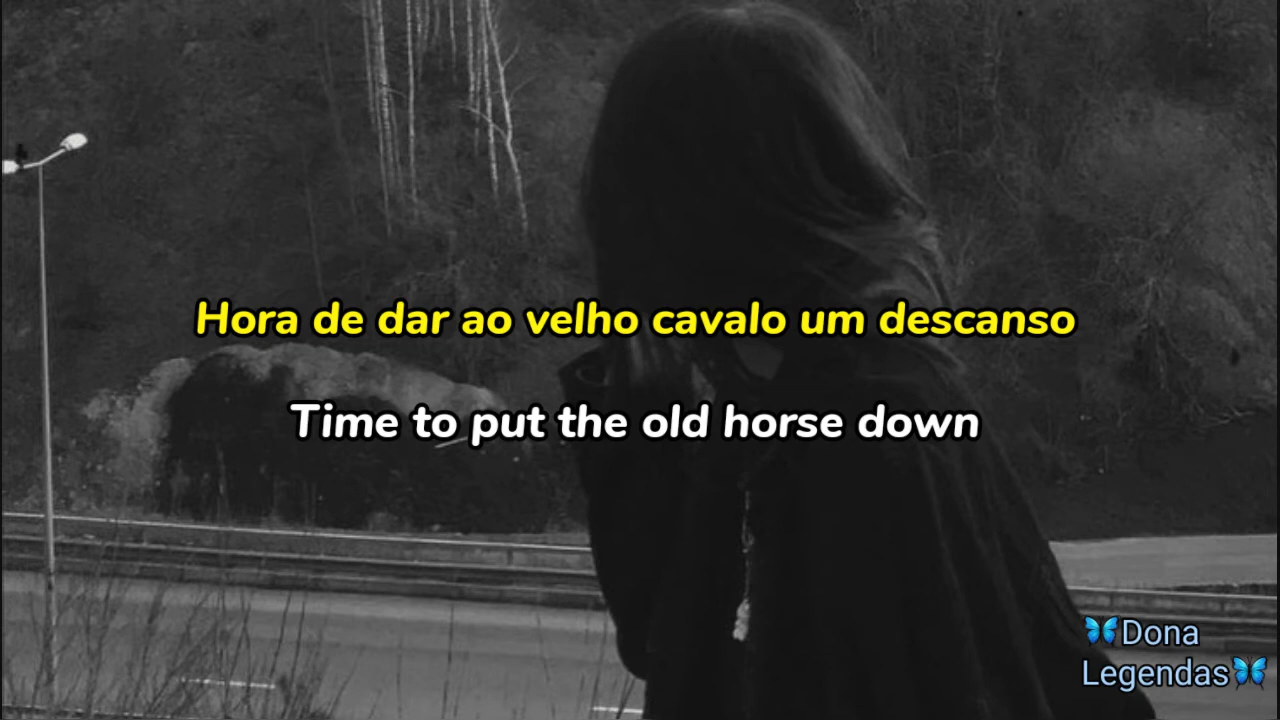 Hora de dar ao velho cavalo um descanso
Time to put the old horse down
🦋Dona
Legendas🦋